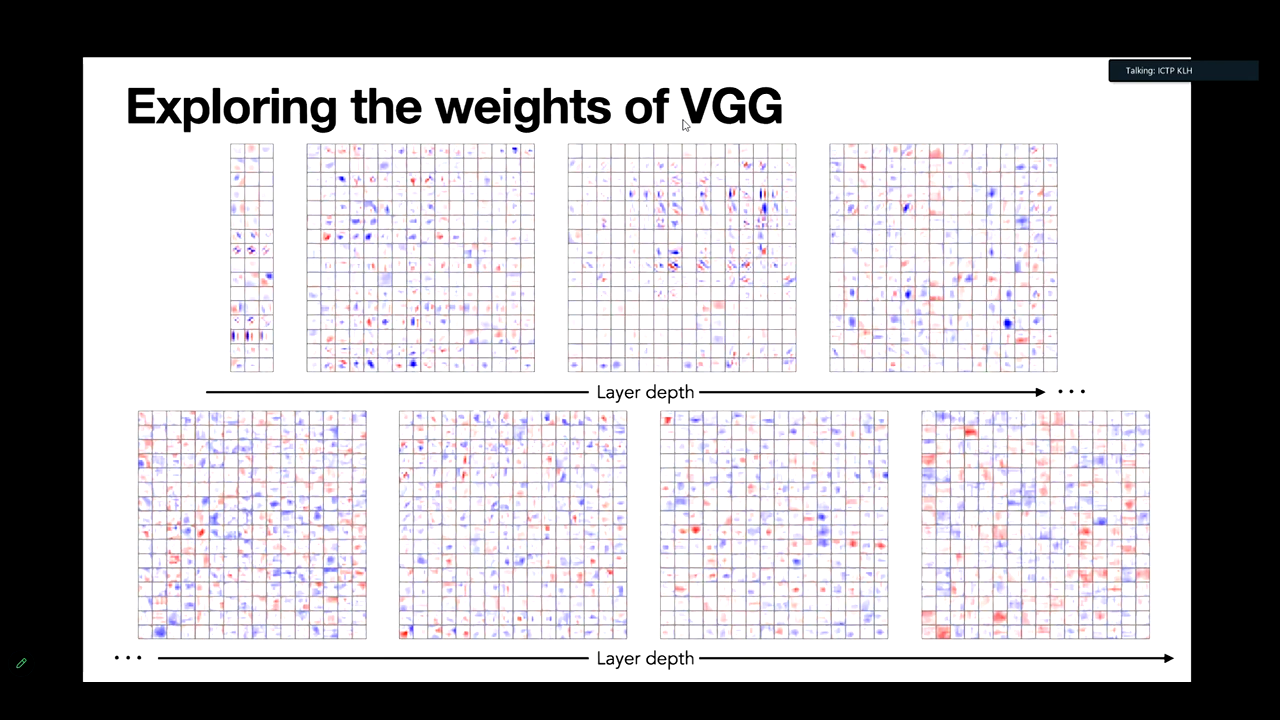 Talking: ICTP KLH
Exploring the weights of VGG
Layer depth
Layer depth